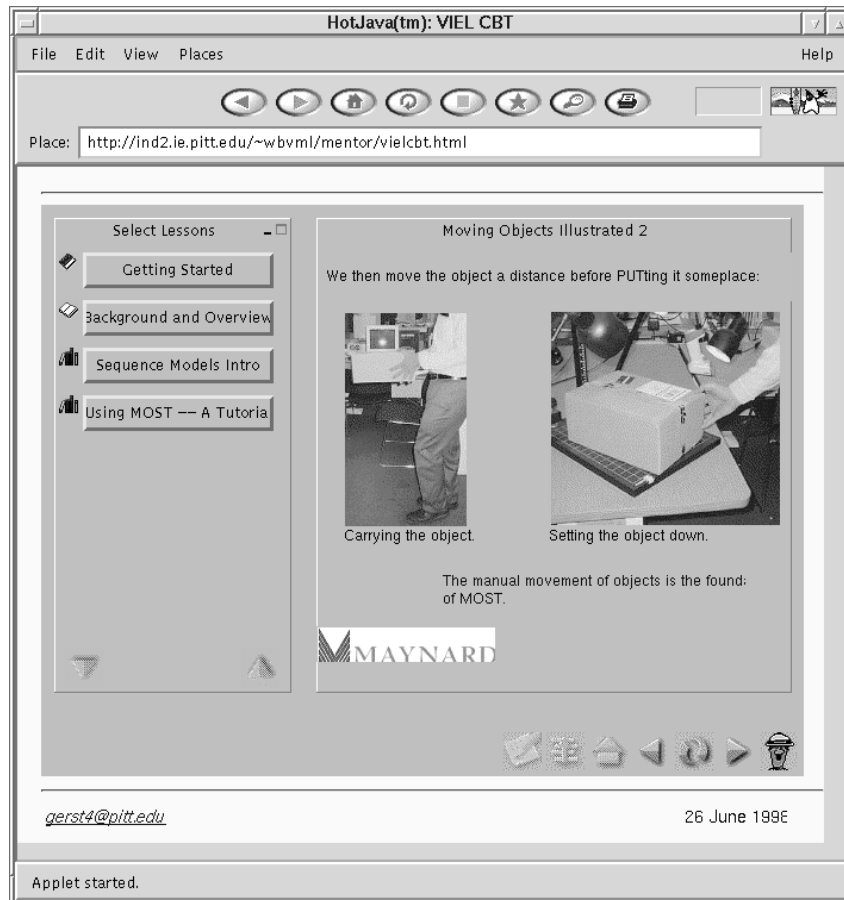 HotJava(tm): VIEL CBT
File Edit View Places Help
Place: http://ind2.ie.pitt.edu/~wbvml/mentor/vielcbt.html
Select Lessons
Getting Started
Background and Overview
Sequence Models Intro
Using MOST -- A Tutoria
Moving Objects Illustrated 2
We then move the object a distance before PUTting it someplace:
Carrying the object.
Setting the object down.
The manual movement of objects is the found
of MOST.
MAYNARD
gerst4@pitt.edu
26 June 1998
Applet started.